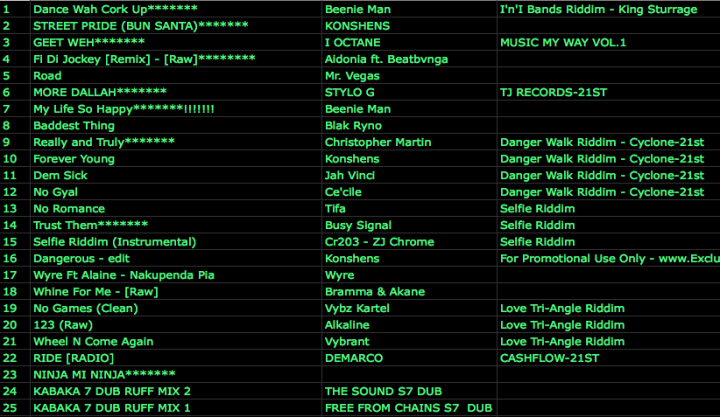 1 Dance Wah Cork Up******* Beenie Man I'n'I Bands Riddim - King Sturrage
2 STREET PRIDE (BUN SANTA)******* KONSHENS
3 GEET WEH******* I OCTANE MUSIC MY WAY VOL.1
4 Fi Di Jockey [Remix] - [Raw]******** Aidonia ft. Beatbvnga
5 Road Mr. Vegas
6 MORE DALLAH******* STYLO G TJ RECORDS-21ST
7 My Life So Happy*******!!!!!!! Beenie Man
8 Baddest Thing Blak Ryno
9 Really and Truly******* Christopher Martin Danger Walk Riddim - Cyclone-21st
10 Forever Young Konshens Danger Walk Riddim - Cyclone-21st
11 Dem Sick Jah Vinci Danger Walk Riddim - Cyclone-21st
12 No Gyal Ce'cile Danger Walk Riddim - Cyclone-21st
13 No Romance Tifa Selfie Riddim
14 Trust Them******* Busy Signal Selfie Riddim
15 Selfie Riddim (Instrumental) Cr203 - ZJ Chrome Selfie Riddim
16 Dangerous - edit Konshens For Promotional Use Only - www.Exclu
17 Wyre Ft Alaine - Nakupenda Pia Wyre
18 Whine For Me - [Raw] Bramma & Akane
19 No Games (Clean) Vybz Kartel Love Tri-Angle Riddim
20 123 (Raw) Alkaline Love Tri-Angle Riddim
21 Wheel N Come Again Vybrant Love Tri-Angle Riddim
22 RIDE [RADIO] DEMARCO CASHFLOW-21ST
23 NINJA MI NINJA*******
24 KABAKA 7 DUB RUFF MIX 2 THE SOUND S7 DUB
25 KABAKA 7 DUB RUFF MIX 1 FREE FROM CHAINS S7 DUB